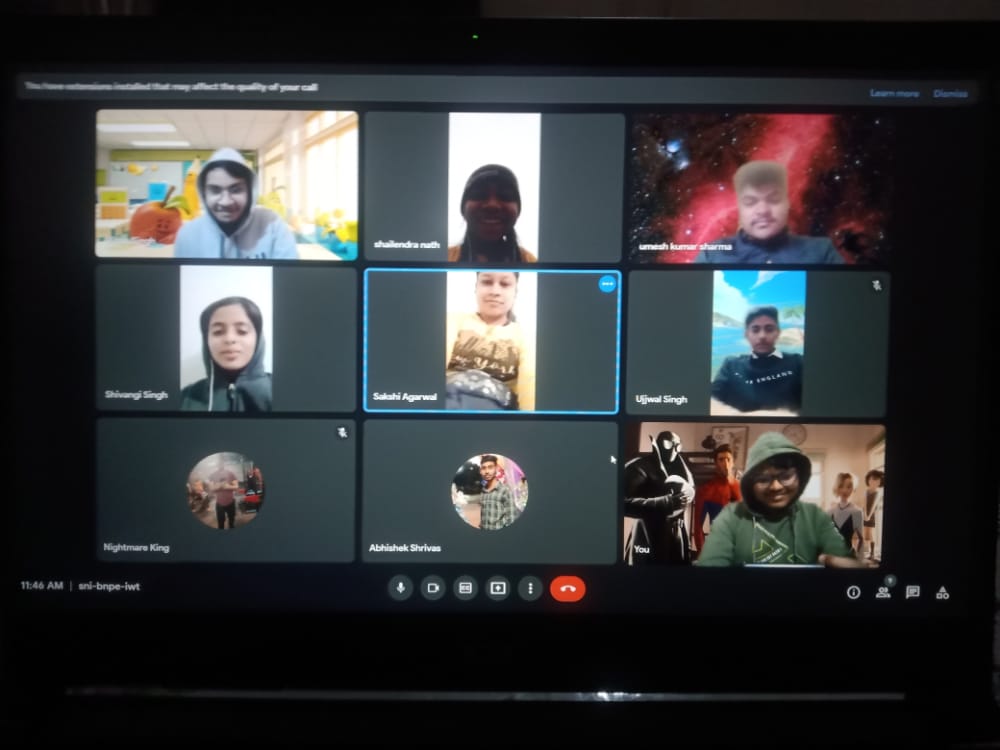 You have extensions installed that may affect the quality of your call
Learn more Dismiss
shailendra nath
umesh kumar sharma
Shivangi Singh
Sakshi Agarwal
Ujjwal Singh
ENGLAND
Nightmare King
Abhishek Shrivas
You
11:46 AM | sni-bnpe-iwt
9